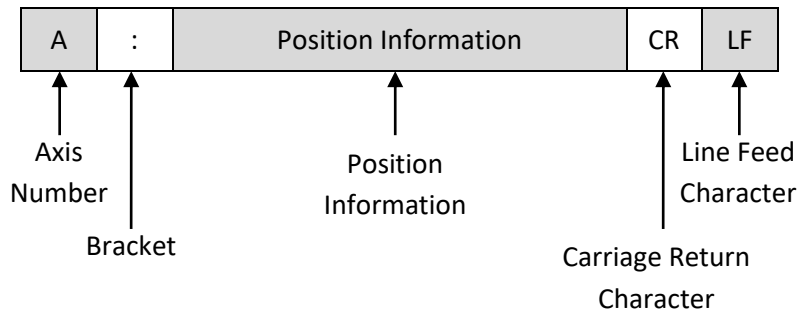 A : Position Information CR LF
Axis
Number
Position
Information
Line Feed
Character
Bracket
Carriage Return
Character